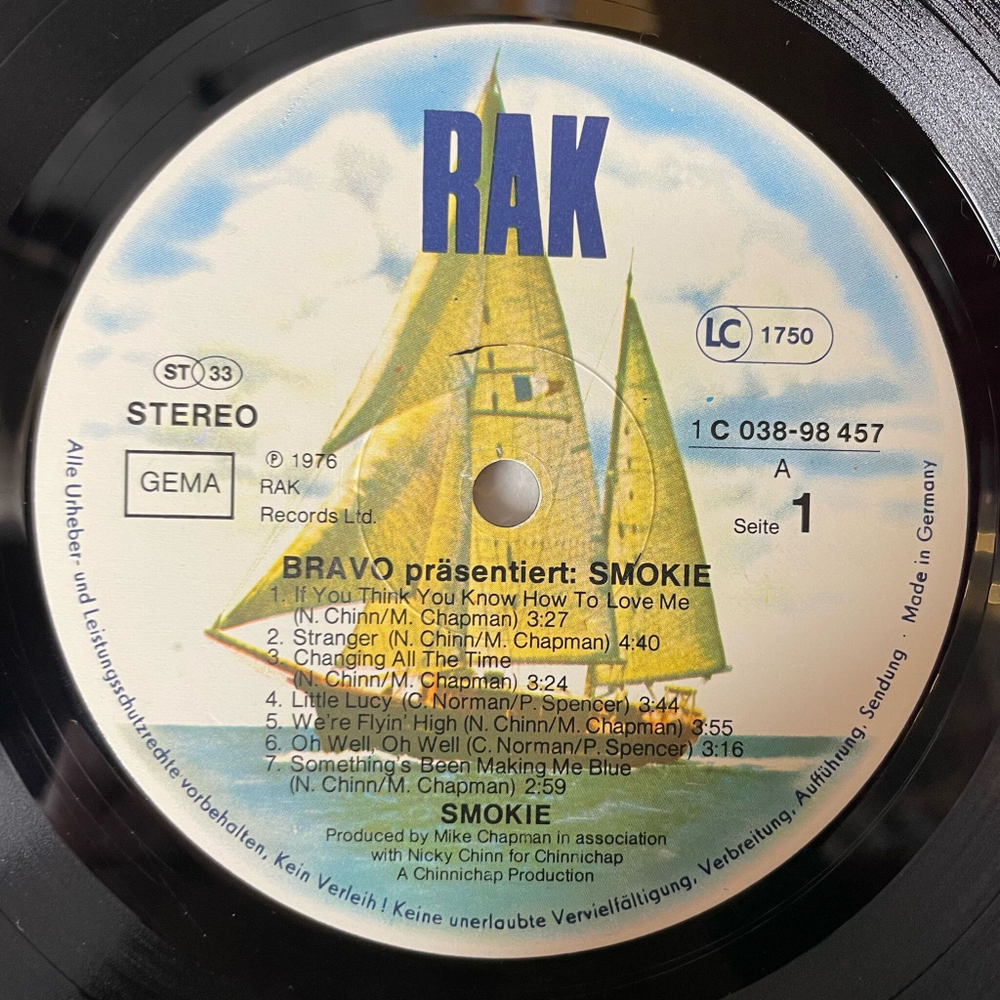 RAK
LC 1750
ST 33
STEREO
1 C 038-98 457
A
Seite 1
GEMA
℗ 1976
RAK
Records Ltd.
BRAVO präsentiert: SMOKIE
1. If You Think You Know How To Love Me
(N. Chinn/M. Chapman) 3:27
2. Stranger (N. Chinn/M. Chapman) 4:40
3. Changing All The Time
(N. Chinn/M. Chapman) 3:24
4. Little Lucy (C. Norman/P. Spencer) 3:44
5. We're Flyin' High (N. Chinn/M. Chapman) 3:55
6. Oh Well, Oh Well (C. Norman/P. Spencer) 3:16
7. Something's Been Making Me Blue
(N. Chinn/M. Chapman) 2:59
SMOKIE
Produced by Mike Chapman in association
with Nicky Chinn for Chinnichap
A Chinnichap Production
Alle Urheber- und Leistungsschutzrechte vorbehalten, Kein Verleih! Keine unerlaubte Vervielfältigung, Verbreitung, Aufführung, Sendung · Made in Germany